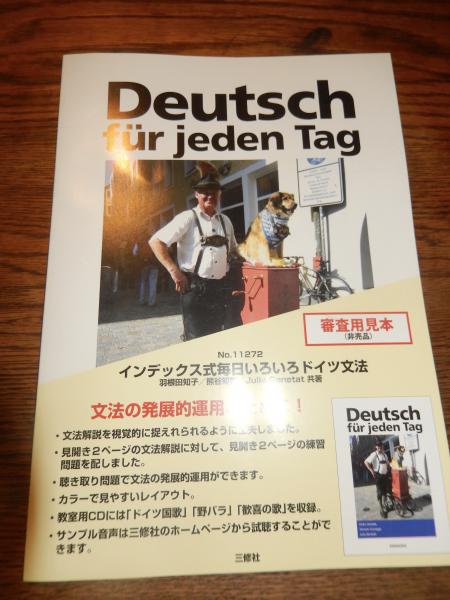 Deutsch
für jeden Tag
審査用見本
(非売品)
No.11272
インデックス式毎日いろいろドイツ文法
羽根田知子／熊谷知 Julie Genetat 共著
文法の発展的運用 ！
・文法解説を視覚的に捉えれられるように工夫しました。
・見開き２ページの文法解説に対して、見開き２ページの練習
問題を配しました。
・聴き取り問題で文法の発展的運用ができます。
・カラーで見やすいレイアウト。
・教室用CDには「ドイツ国歌」「野バラ」「歓喜の歌」を収録。
・サンプル音声は三修社のホームページから試聴することがで
きます。
三修社
Deutsch
für jeden Tag